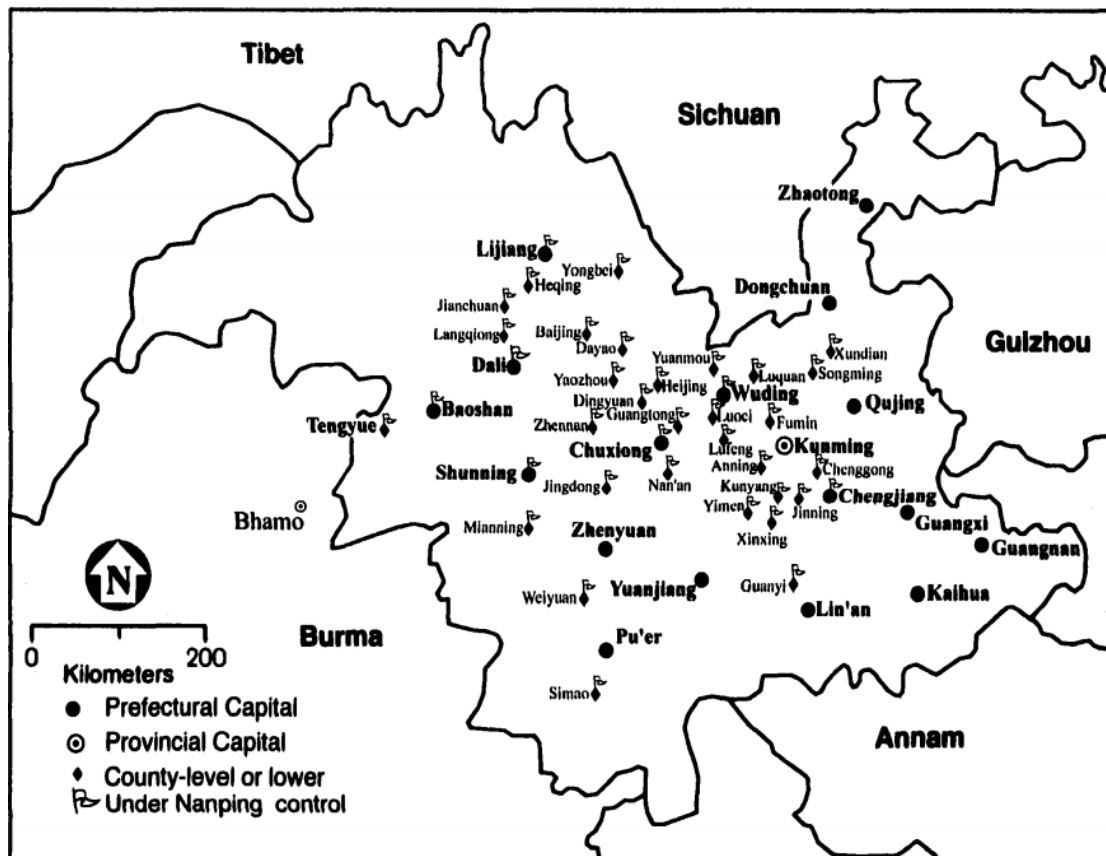 Tibet
Sichuan
Zhaotong
Lijiang
Yongbei
Heqing
Dongchuan
Jianchuan
Langqiong
Baijing
Dayao
Yuanmou
Xundian
Guizhou
Dali
Yaozhou
Heijing
Luquan
Songming
Dingyuan
Wuding
Baoshan
Qujing
Tengyue
Zhennan
Guangtong
Luoci
Fumin
Chuxiong
Lufeng
Kunming
Anning
Chenggong
Shunning
Jingdong
Nan'an
Kunyang
Chengjiang
Yimen
Jinning
Guangxi
Bhamo
Mianning
Xinxing
Zhenyuan
Guangnan
N
Weiyuan
Yuanjiang
Guanyi
Kaihua
Lin'an
Burma
Pu'er
0 200
Kilometers
Simao
Prefectural Capital
Provincial Capital
Annam
County-level or lower
Under Nanping control